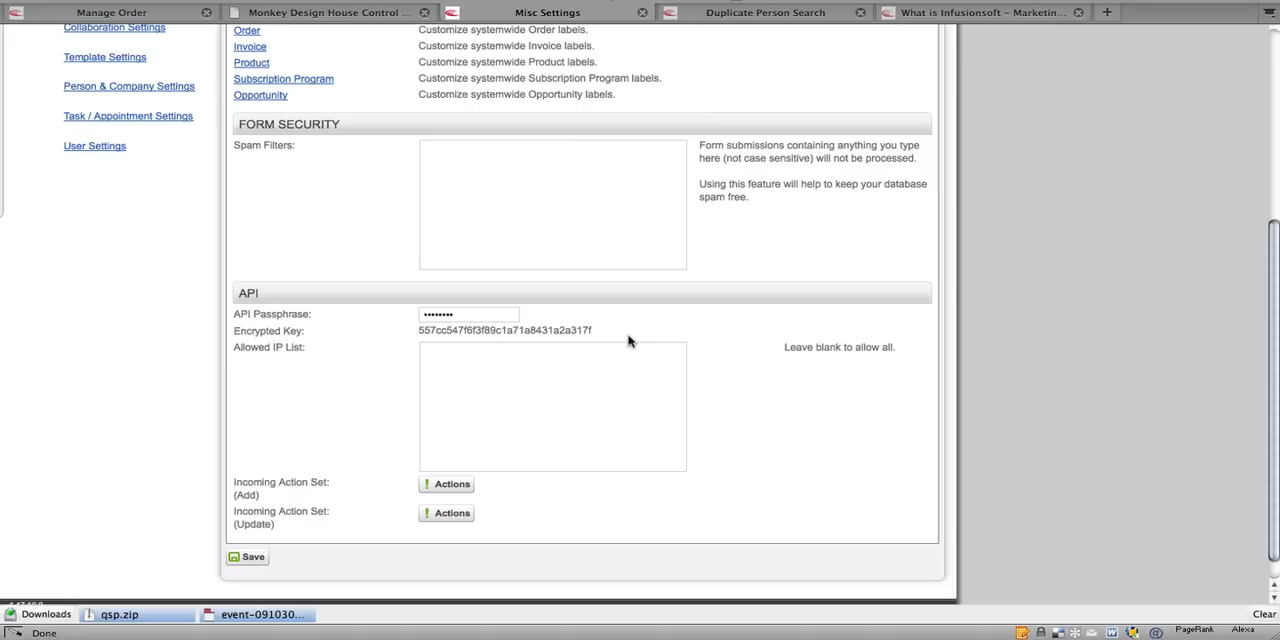 Manage Order
Monkey Design House Control ...
Misc Settings
Duplicate Person Search
What is Infusionsoft – Marketin...
Collaboration Settings
Template Settings
Person & Company Settings
Task / Appointment Settings
User Settings
Order
Customize systemwide Order labels.
Invoice
Customize systemwide Invoice labels.
Product
Customize systemwide Product labels.
Subscription Program
Customize systemwide Subscription Program labels.
Opportunity
Customize systemwide Opportunity labels.
FORM SECURITY
Spam Filters:
Form submissions containing anything you type
here (not case sensitive) will not be processed.
Using this feature will help to keep your database
spam free.
API
API Passphrase:
••••••••
Encrypted Key:
557cc547f6f3f89c1a71a8431a2a317f
Allowed IP List:
Leave blank to allow all.
Incoming Action Set:
(Add)
! Actions
Incoming Action Set:
(Update)
! Actions
Save
Downloads
qsp.zip
event-091030...
Clear
Done
PageRank
Alexa